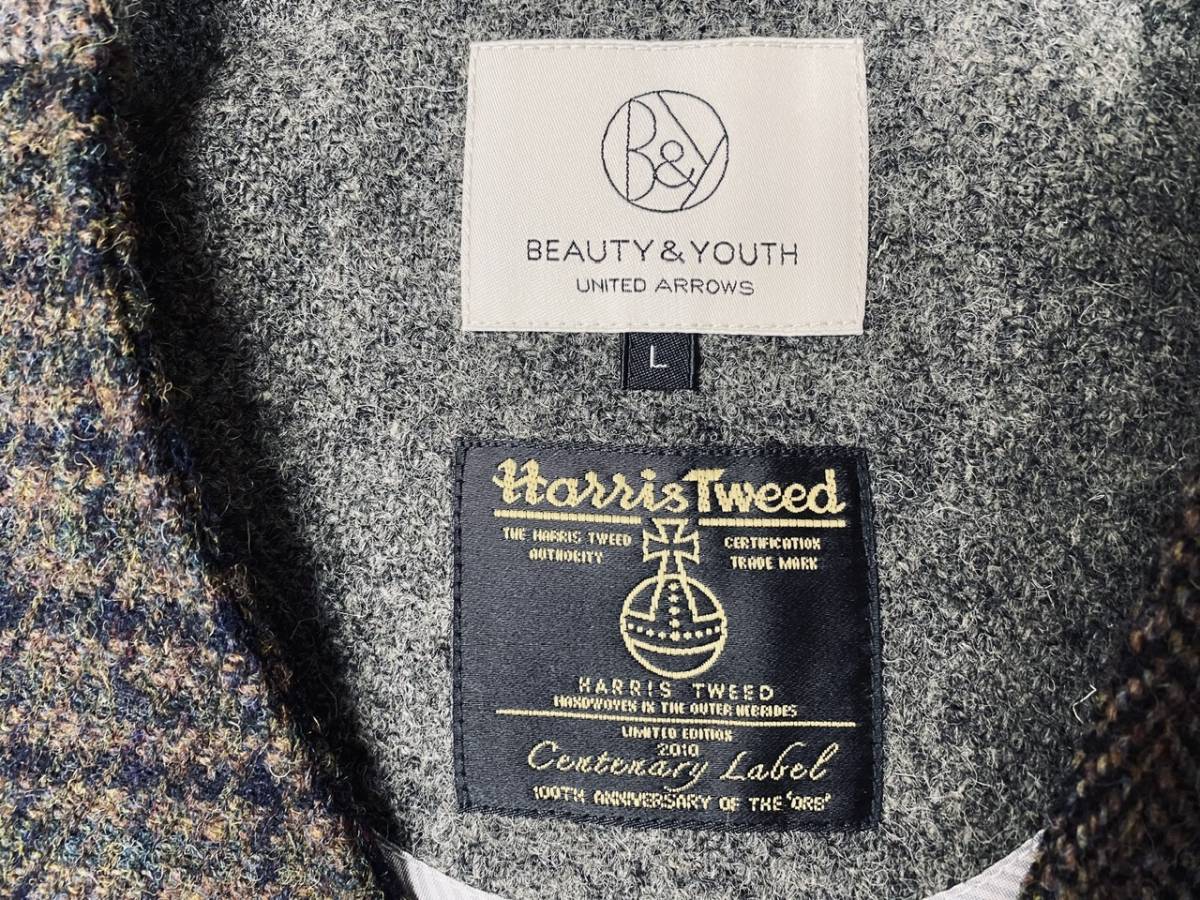 B&Y
BEAUTY & YOUTH
UNITED ARROWS
L
Harris Tweed
THE HARRIS TWEED
AUTHORITY
CERTIFICATION
TRADE MARK
HARRIS TWEED
HANDWOVEN IN THE OUTER HEBRIDES
LIMITED EDITION
2010
Centenary Label
100TH ANNIVERSARY OF THE 'ORB'